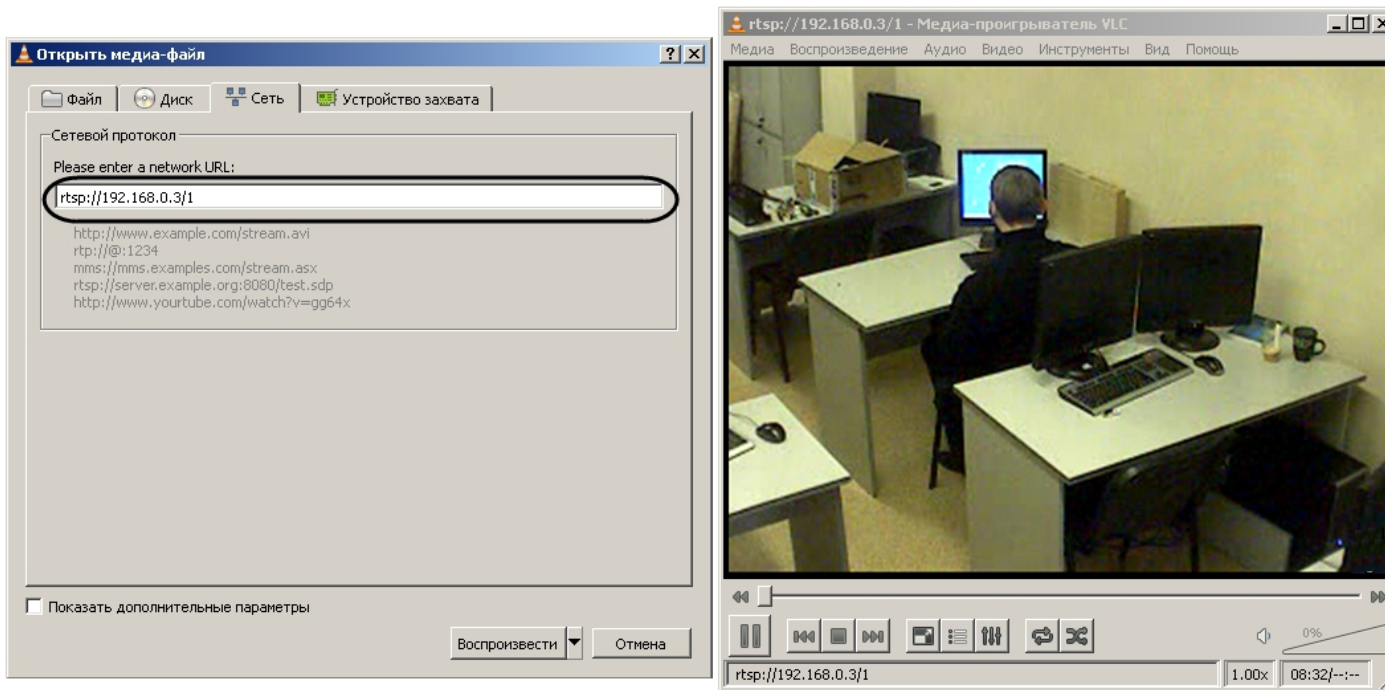 Открыть медиа-файл
Файл
Диск
Сеть
Устройство захвата
Сетевой протокол
Please enter a network URL:
rtsp://192.168.0.3/1
http://www.example.com/stream.avi
rtp://@:1234
mms://mms.examples.com/stream.asx
rtsp://server.example.org:8080/test.sdp
http://www.yourtube.com/watch?v=gg64x
Показать дополнительные параметры
Воспроизвести
Отмена
rtsp://192.168.0.3/1 - Медиа-проигрыватель VLC
Медиа Воспроизведение Аудио Видео Инструменты Вид Помощь
0%
rtsp://192.168.0.3/1
1.00x
08:32/--:--